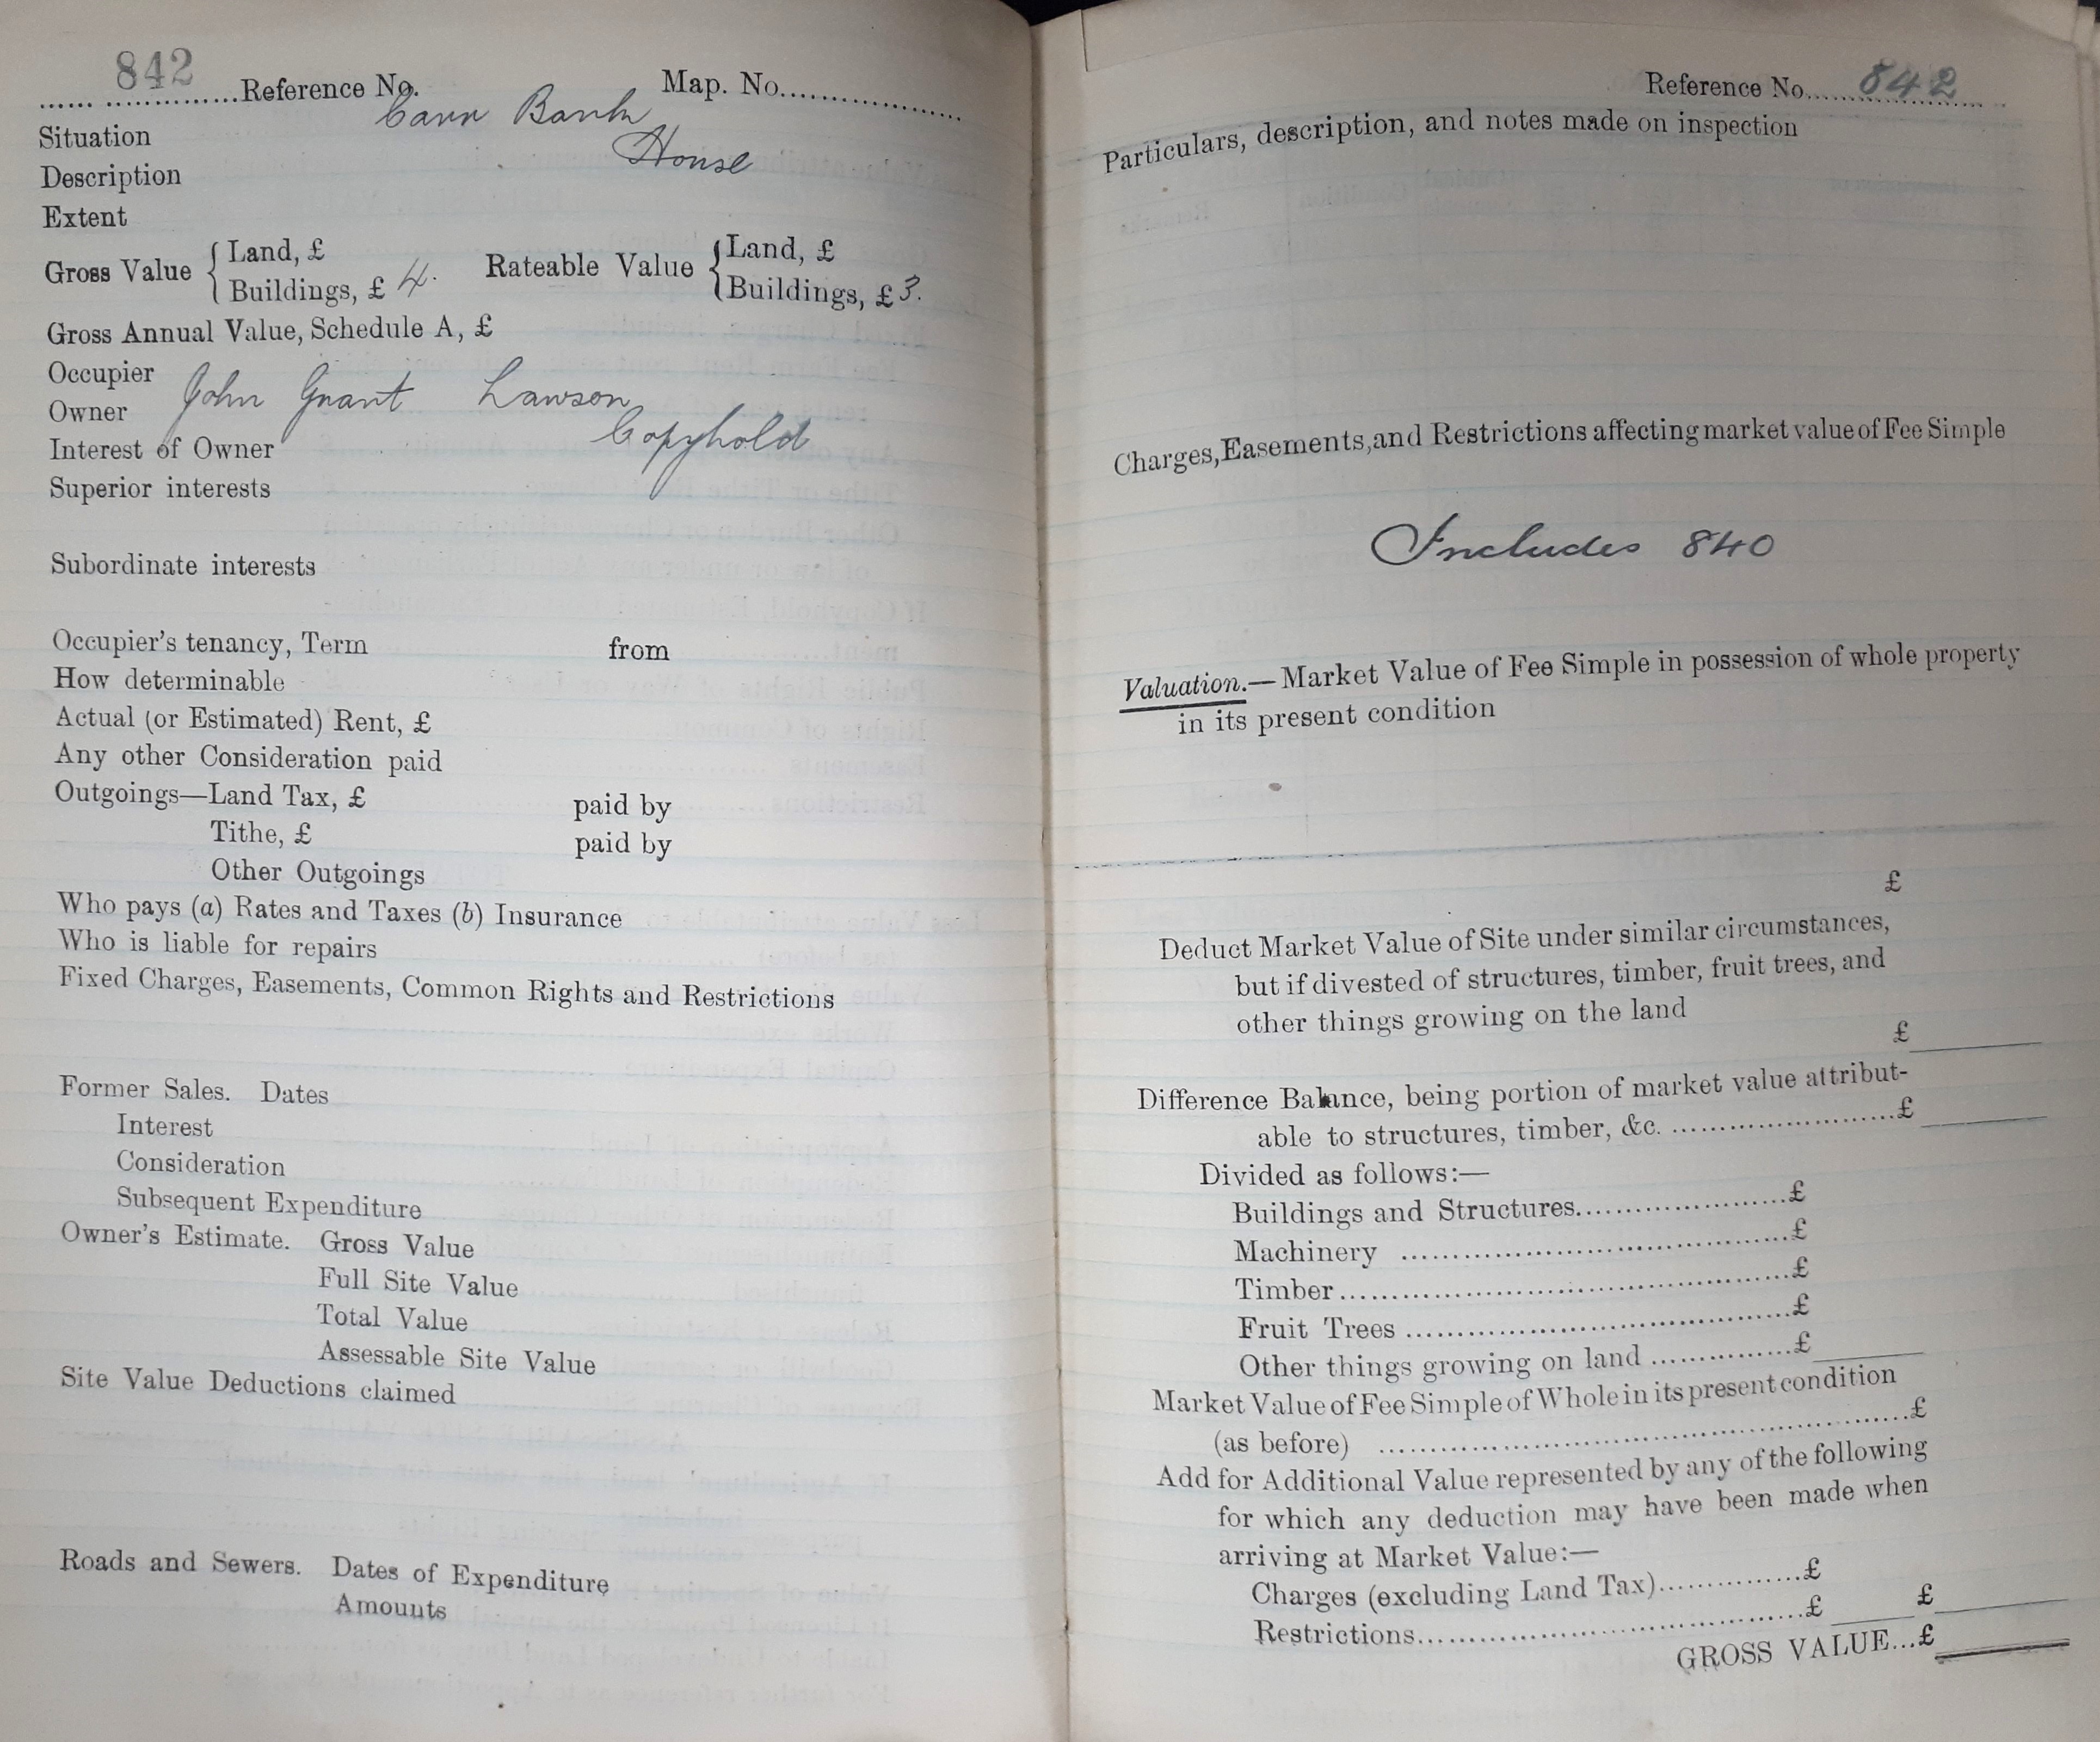 842 Reference No. Map. No.
Situation Carr Bank
Description House
Extent
Gross Value { Land, £ Rateable Value { Land, £
Buildings, £ 4. Buildings, £ 3.
Gross Annual Value, Schedule A, £
Occupier
Owner John Grant Lawson
Interest of Owner Copyhold
Superior interests
Subordinate interests
Occupier's tenancy, Term from
How determinable
Actual (or Estimated) Rent, £
Any other Consideration paid
Outgoings—Land Tax, £ paid by
Tithe, £ paid by
Other Outgoings
Who pays (a) Rates and Taxes (b) Insurance
Who is liable for repairs
Fixed Charges, Easements, Common Rights and Restrictions
Former Sales. Dates
Interest
Consideration
Subsequent Expenditure
Owner's Estimate. Gross Value
Full Site Value
Total Value
Assessable Site Value
Site Value Deductions claimed
Roads and Sewers. Dates of Expenditure
Amounts
Reference No. 842
Particulars, description, and notes made on inspection
Charges, Easements, and Restrictions affecting market value of Fee Simple
Includes 840
Valuation.—Market Value of Fee Simple in possession of whole property
in its present condition
£
Deduct Market Value of Site under similar circumstances,
but if divested of structures, timber, fruit trees, and
other things growing on the land
£
Difference Balance, being portion of market value attribut-
able to structures, timber, &c. £
Divided as follows:—
Buildings and Structures £
Machinery £
Timber £
Fruit Trees £
Other things growing on land £
Market Value of Fee Simple of Whole in its present condition
(as before) £
Add for Additional Value represented by any of the following
for which any deduction may have been made when
arriving at Market Value:—
Charges (excluding Land Tax) £
Restrictions £ £
GROSS VALUE...£